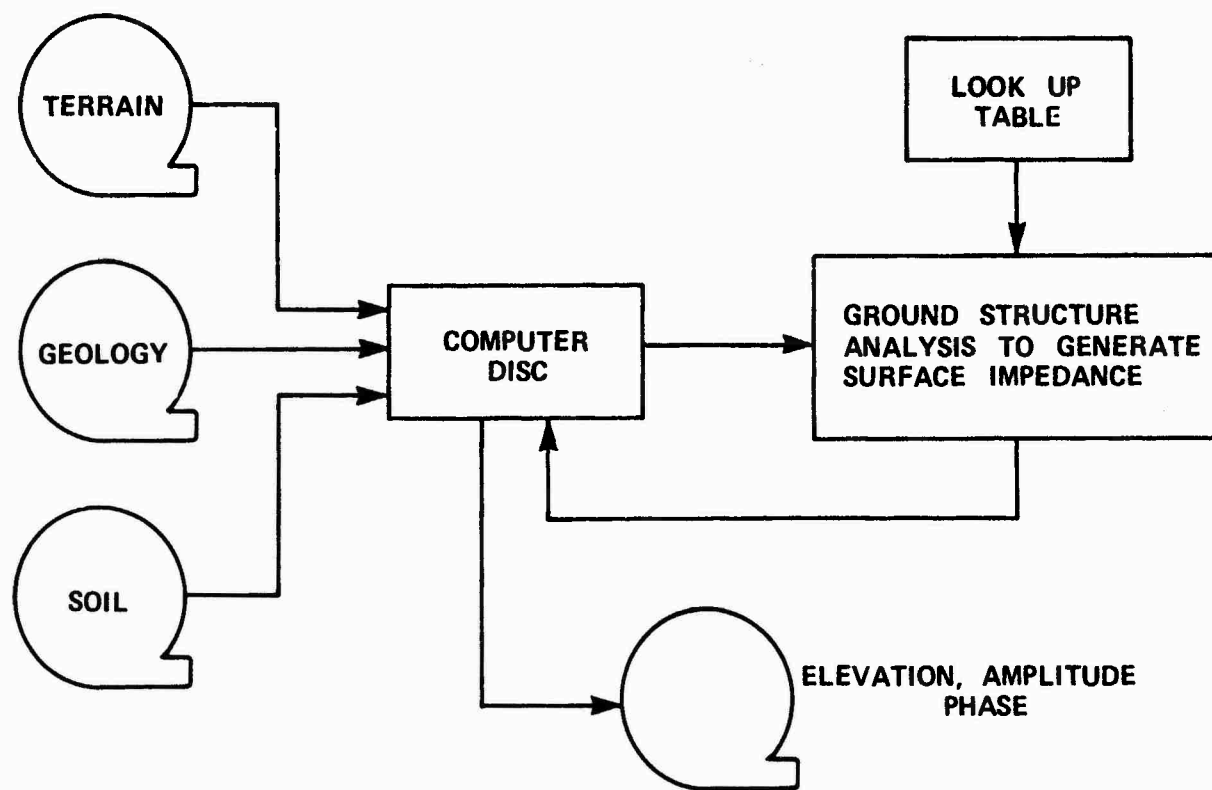 TERRAIN
LOOK UP
TABLE
GEOLOGY
COMPUTER
DISC
GROUND STRUCTURE
ANALYSIS TO GENERATE
SURFACE IMPEDANCE
SOIL
ELEVATION, AMPLITUDE
PHASE